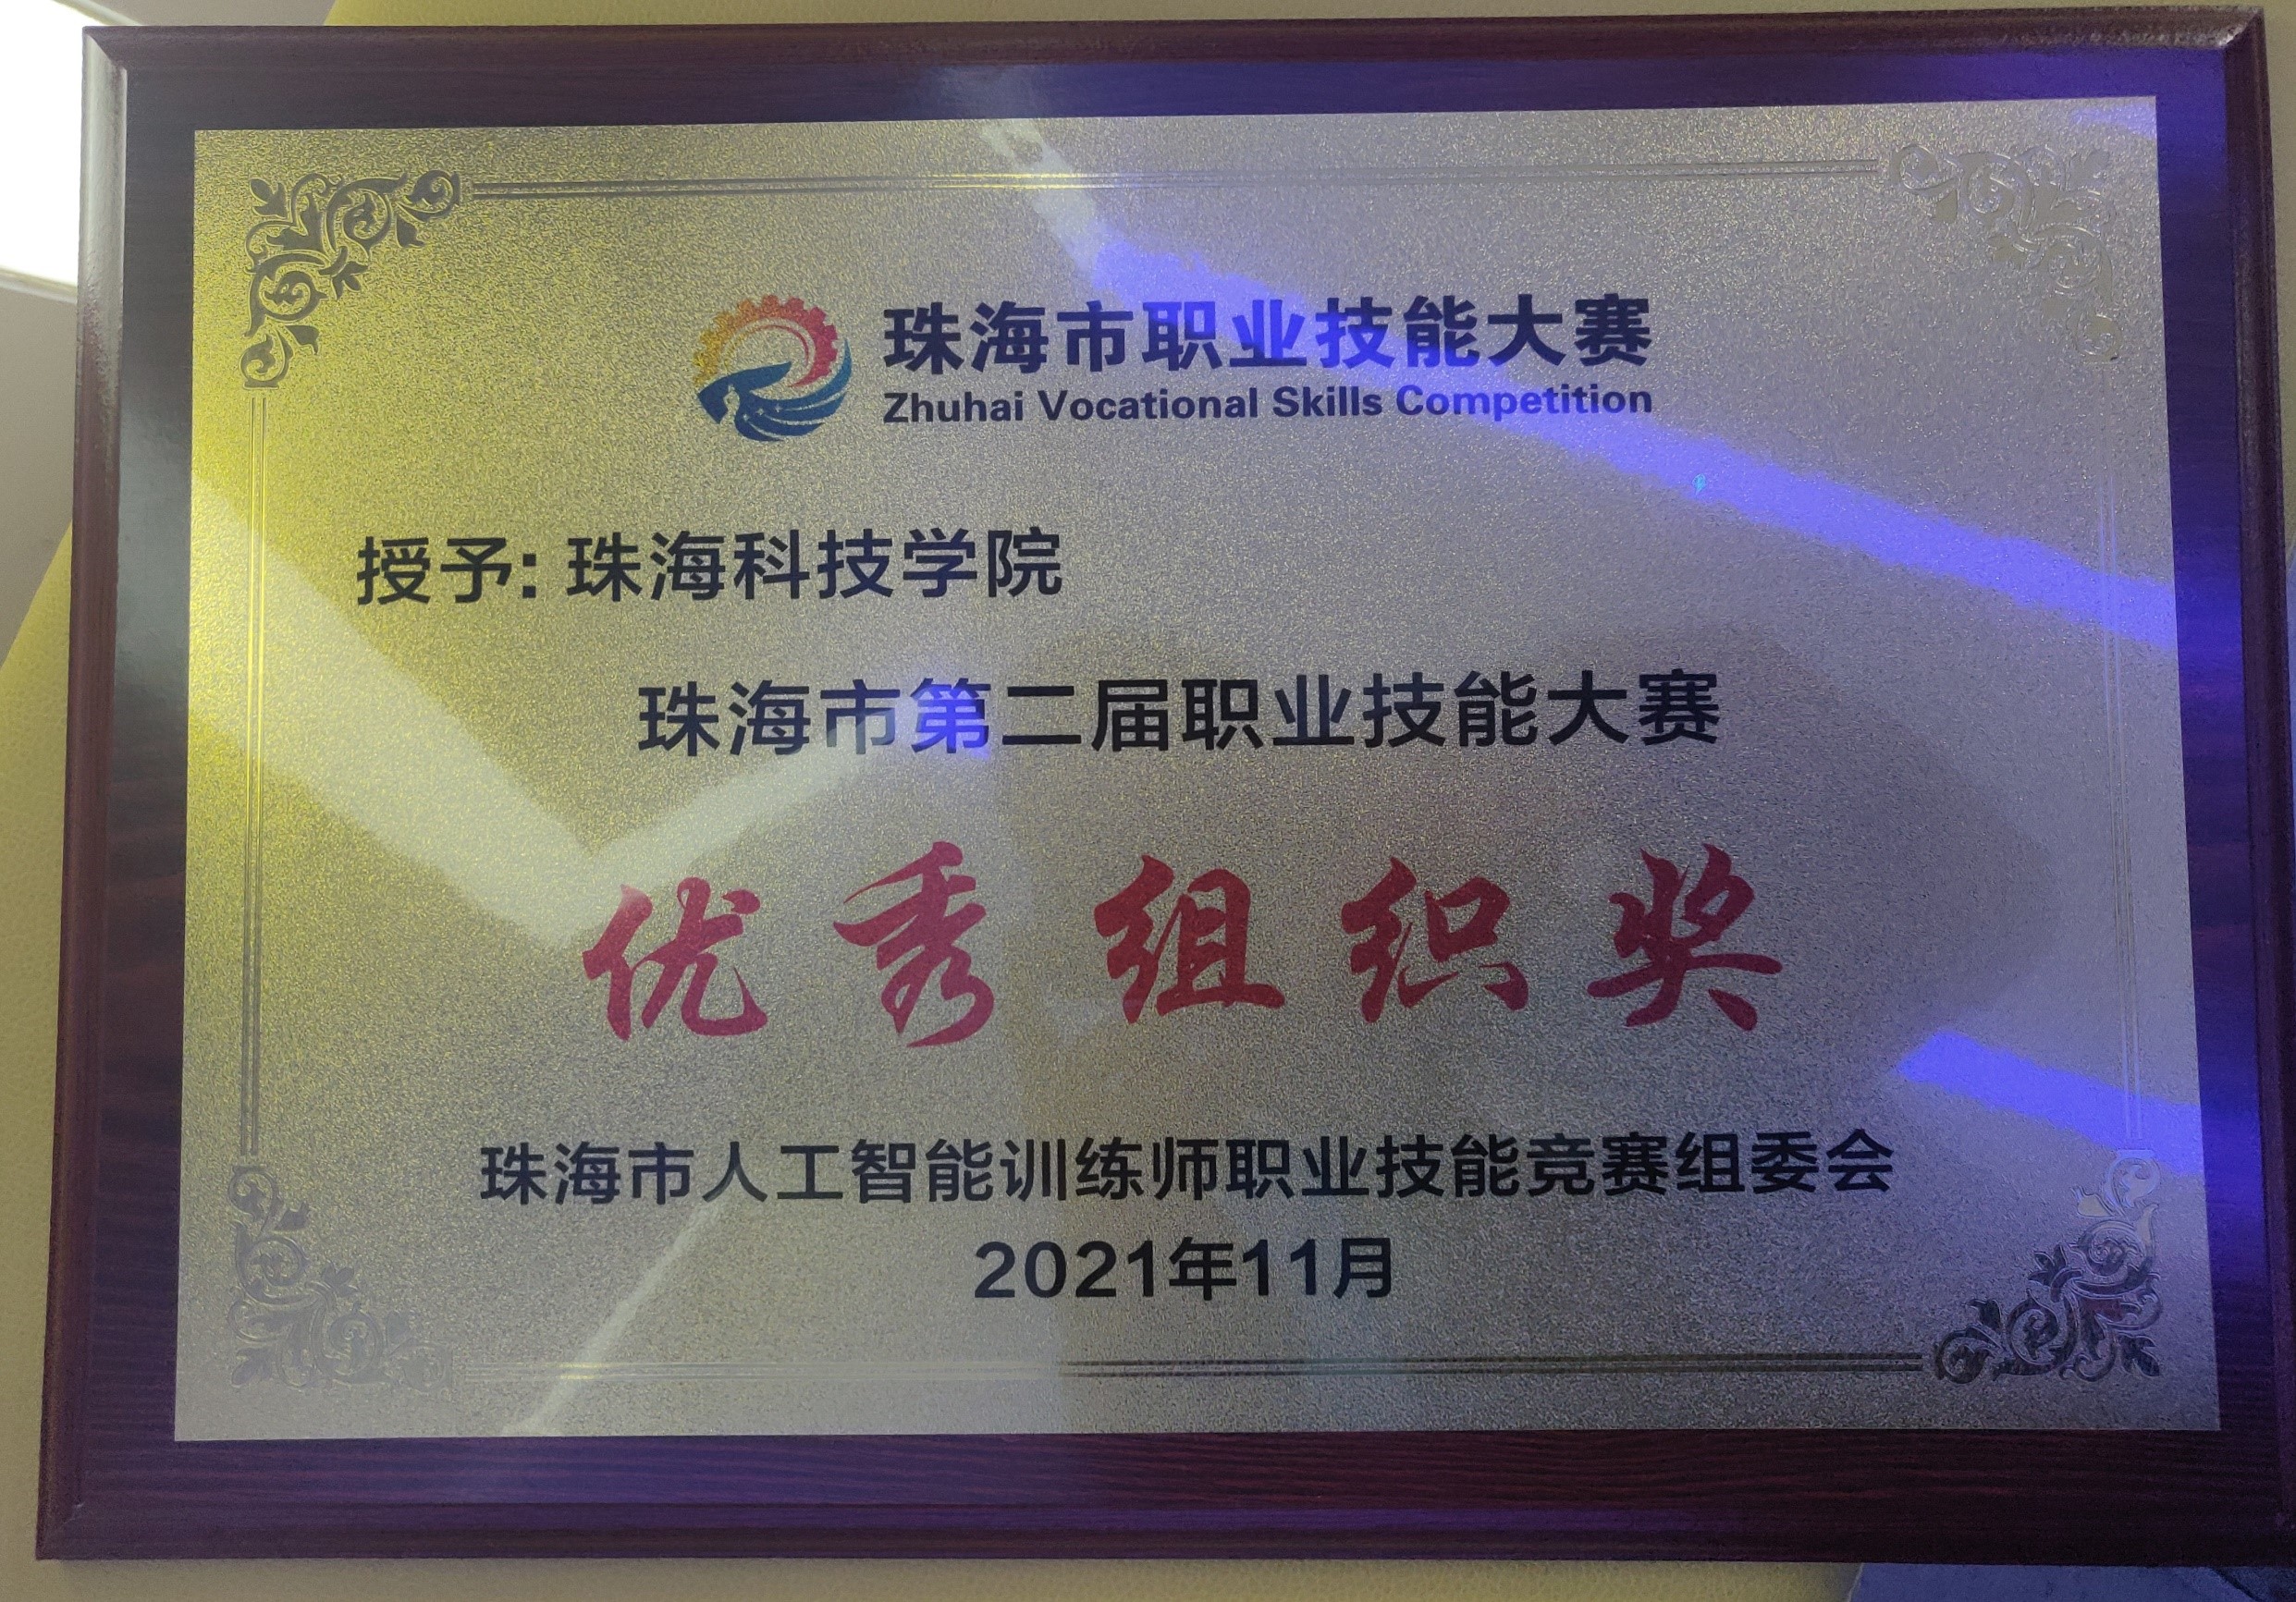 珠海市职业技能大赛
Zhuhai Vocational Skills Competition
授予: 珠海科技学院
珠海市第二届职业技能大赛
优秀组织奖
珠海市人工智能训练师职业技能竞赛组委会
2021年11月